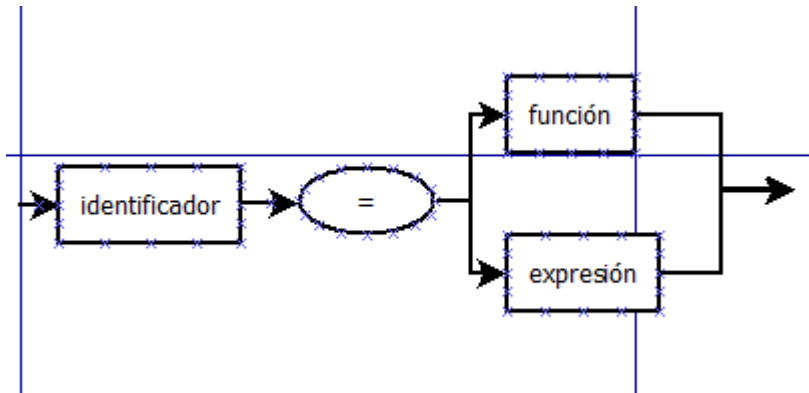 función
identificador
=
expresión